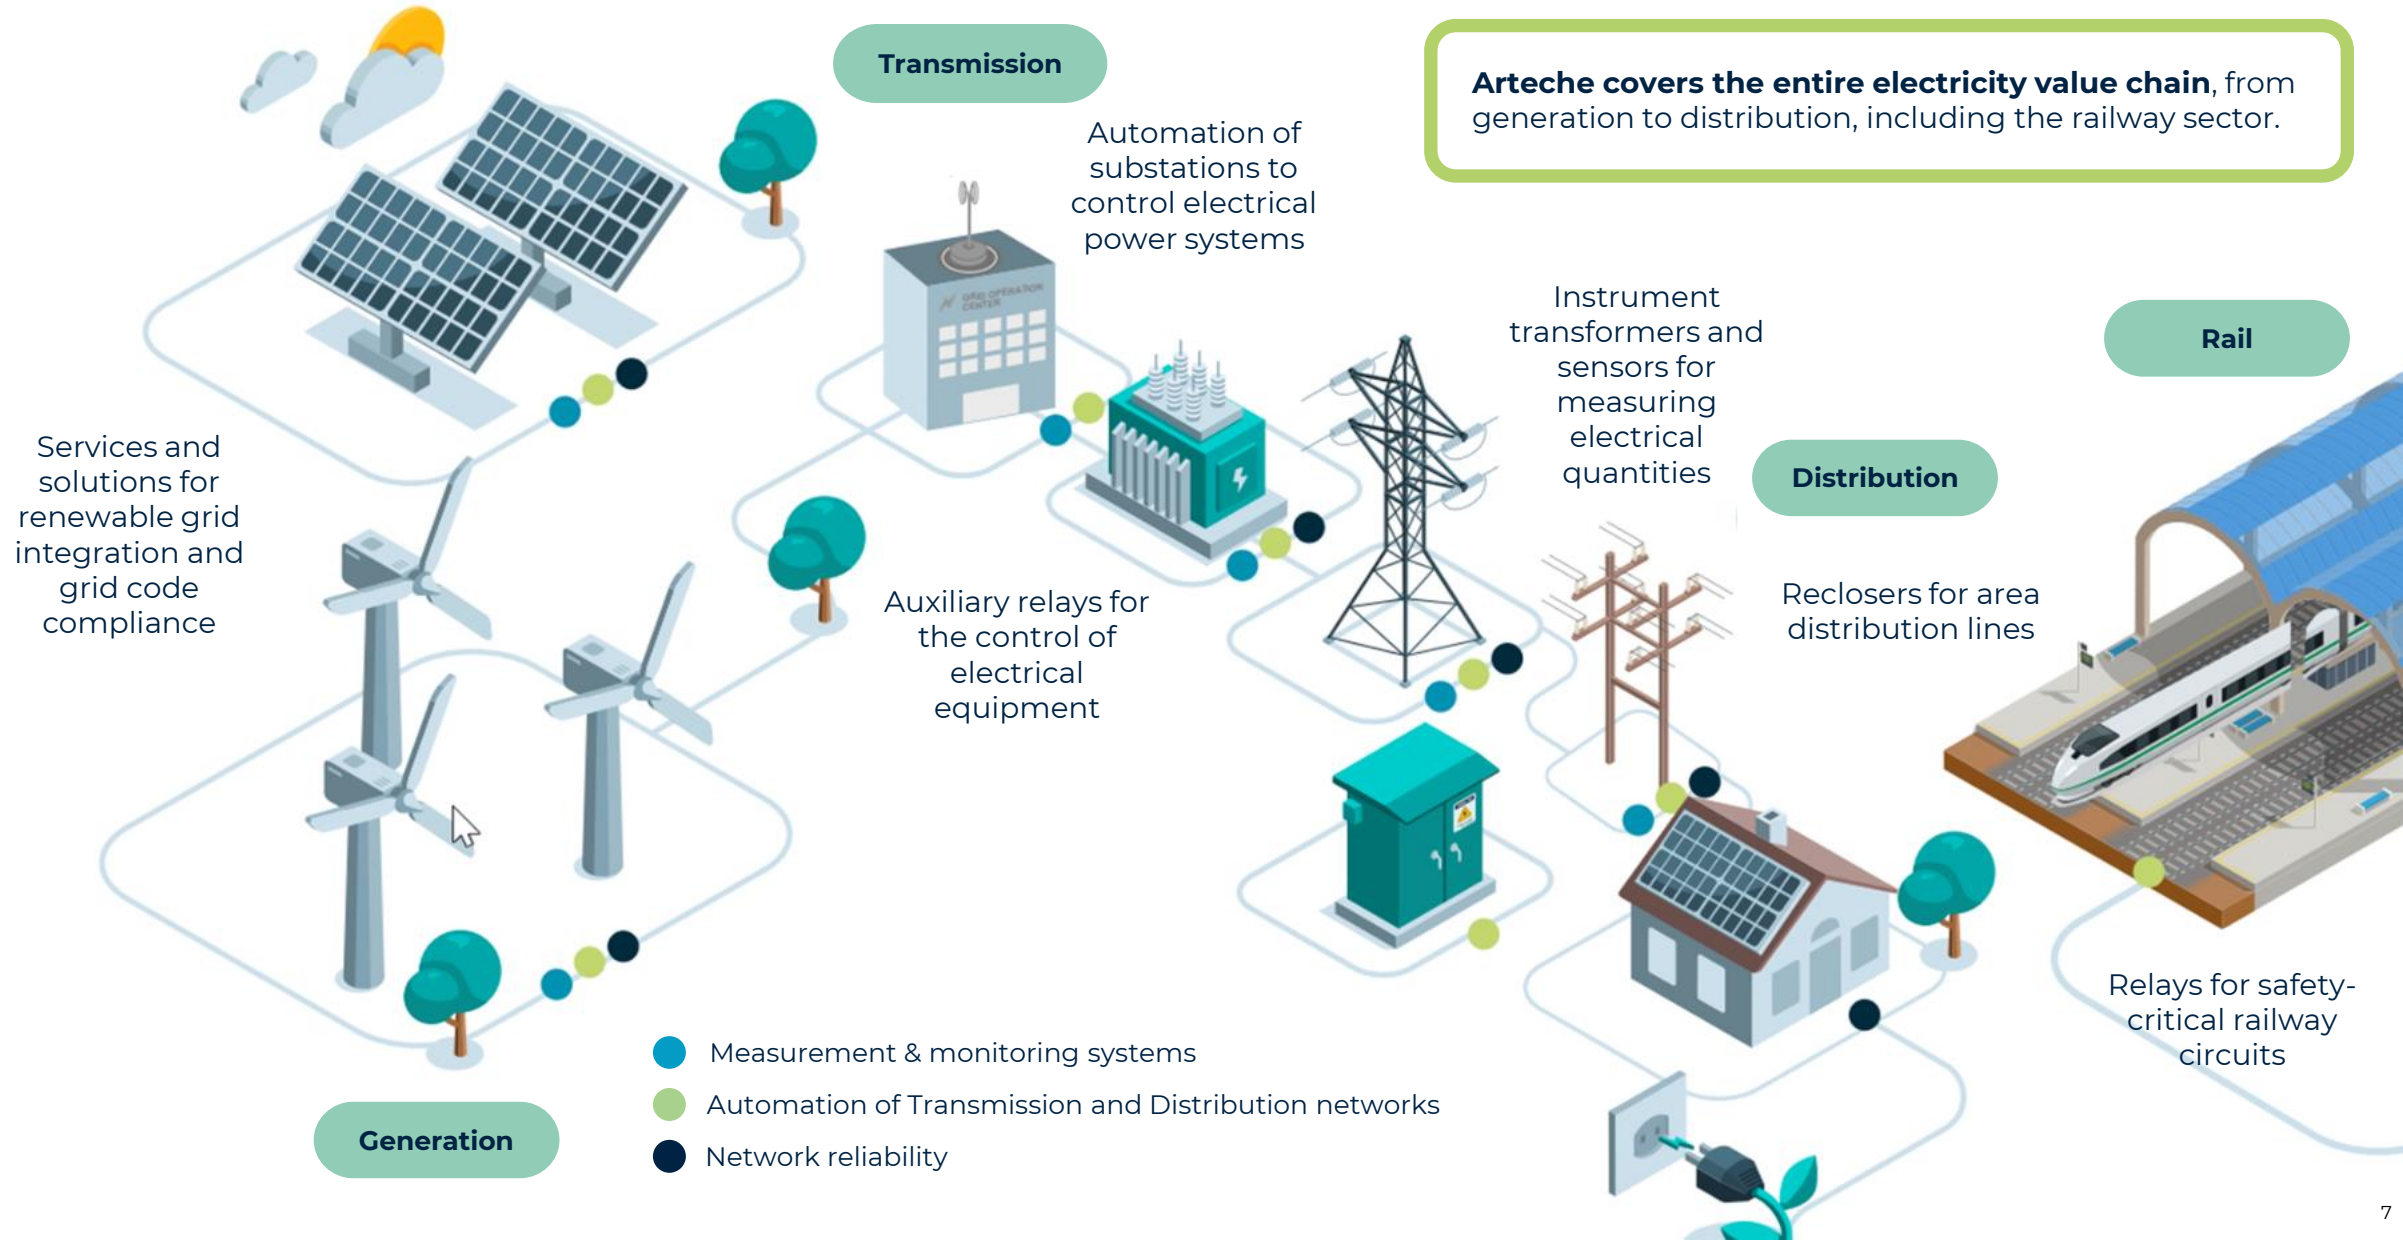 Transmission
Arteche covers the entire electricity value chain, from
generation to distribution, including the railway sector.
Automation of
substations to
control electrical
power systems
GRID OPERATION
CENTER
Instrument
transformers and
sensors for
measuring
electrical
quantities
Rail
Distribution
Services and
solutions for
renewable grid
integration and
grid code
compliance
Auxiliary relays for
the control of
electrical
equipment
Reclosers for area
distribution lines
Relays for safety-
critical railway
circuits
Measurement & monitoring systems
Automation of Transmission and Distribution networks
Network reliability
Generation
7